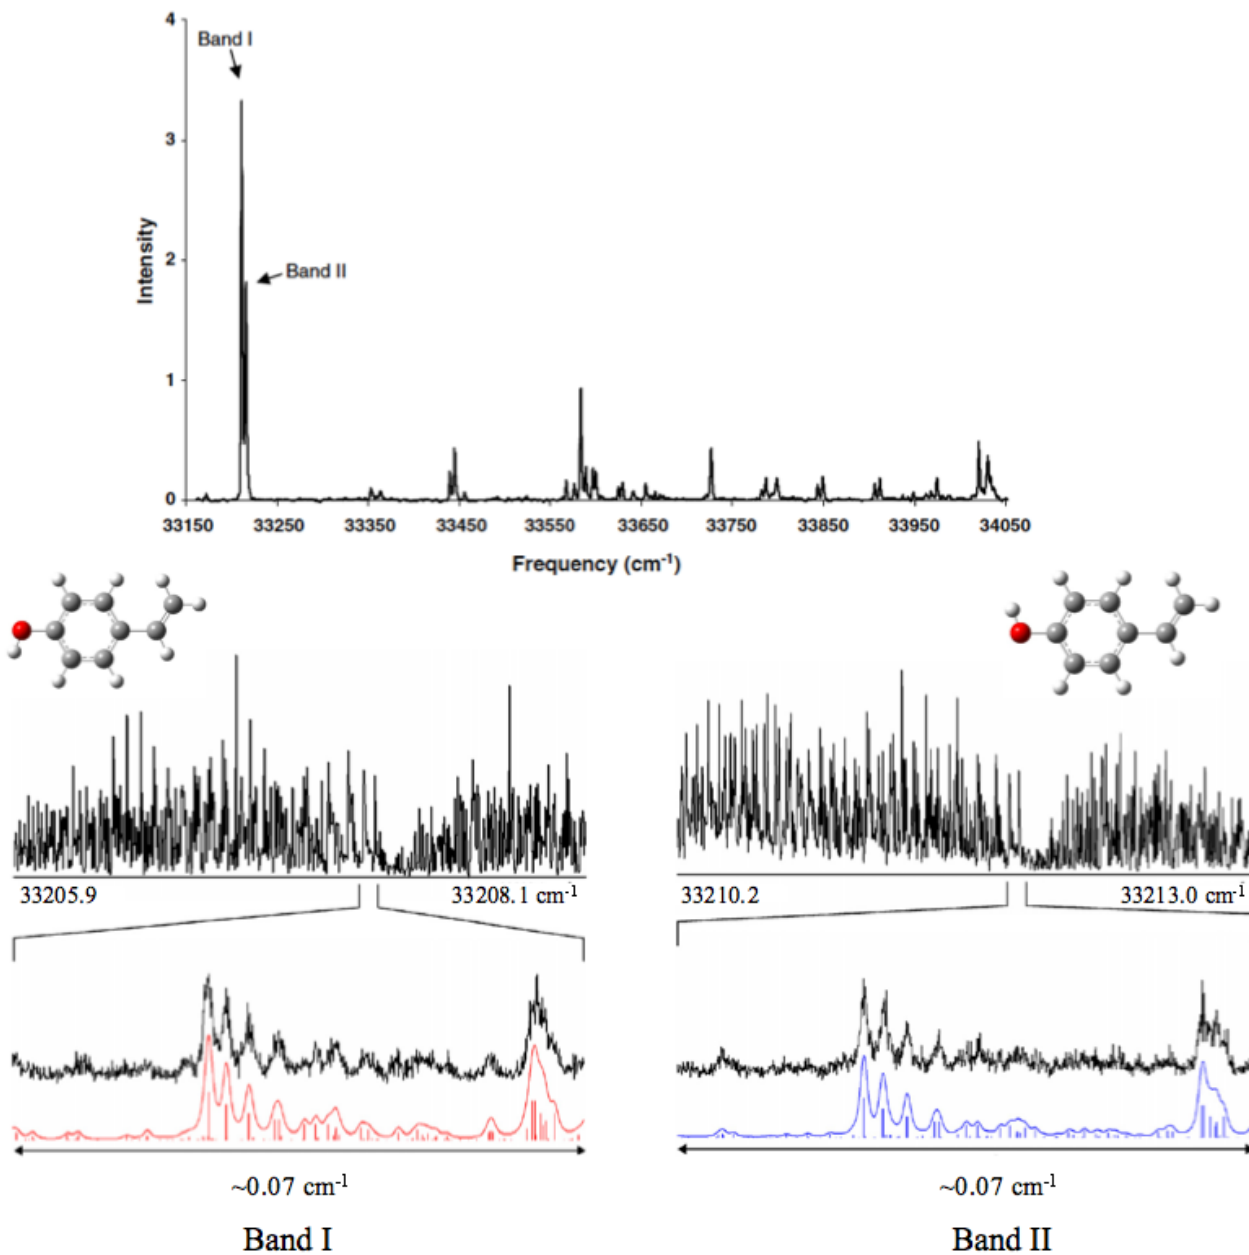 4
Band I
3
Intensity
2
Band II
1
0
33150 33250 33350 33450 33550 33650 33750 33850 33950 34050
Frequency (cm-1)
33205.9 33208.1 cm-1
33210.2 33213.0 cm-1
~0.07 cm-1
~0.07 cm-1
Band I
Band II